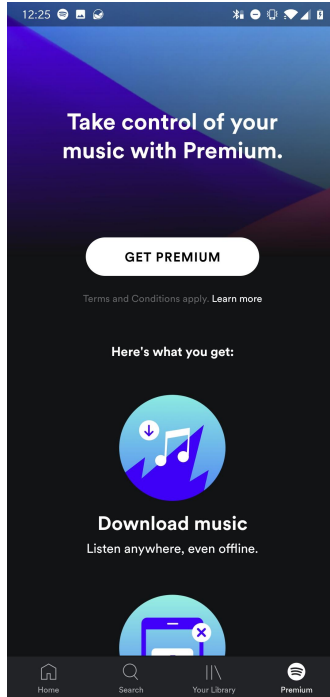 12:25
Take control of your
music with Premium.
GET PREMIUM
Terms and Conditions apply. Learn more
Here's what you get:
Download music
Listen anywhere, even offline.
Home
Search
Your Library
Premium